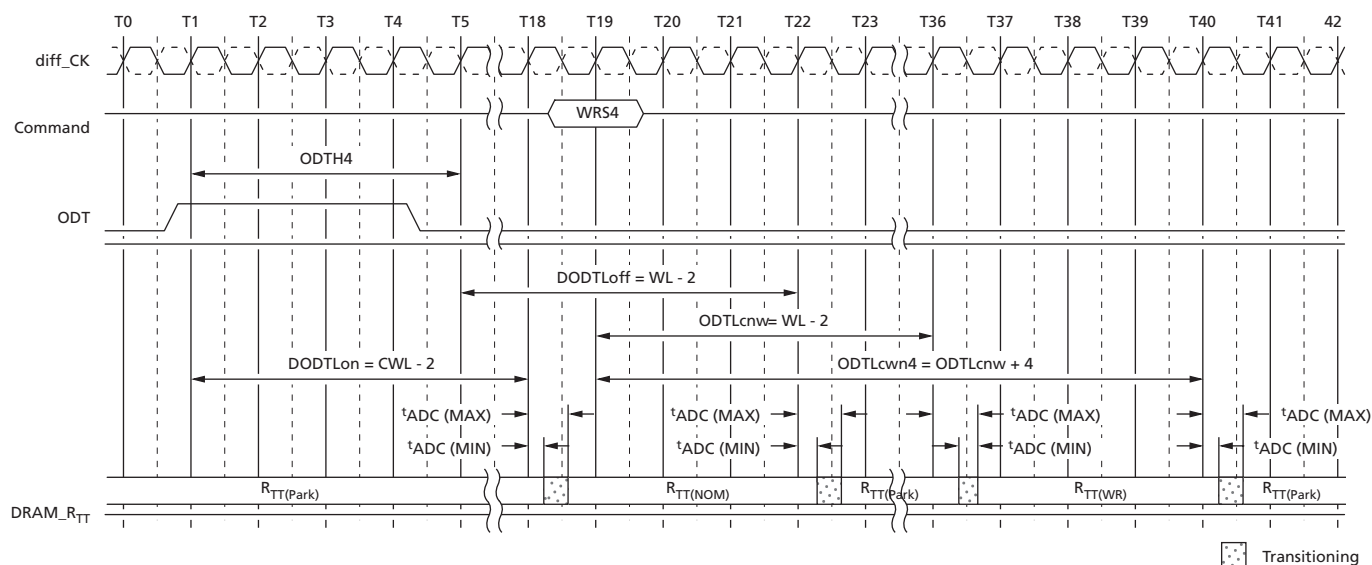 T0 T1 T2 T3 T4 T5 T18 T19 T20 T21 T22 T23 T36 T37 T38 T39 T40 T41 42
diff_CK
Command WRS4
ODTH4
ODT
DODTLoff = WL - 2
ODTLcnw= WL - 2
DODTLon = CWL - 2 ODTLcwn4 = ODTLcnw + 4
tADC (MAX) tADC (MAX) tADC (MAX) tADC (MAX)
tADC (MIN) tADC (MIN) tADC (MIN) tADC (MIN)
RTT(Park) RTT(NOM) RTT(Park) RTT(WR) RTT(Park)
DRAM_RTT
Transitioning